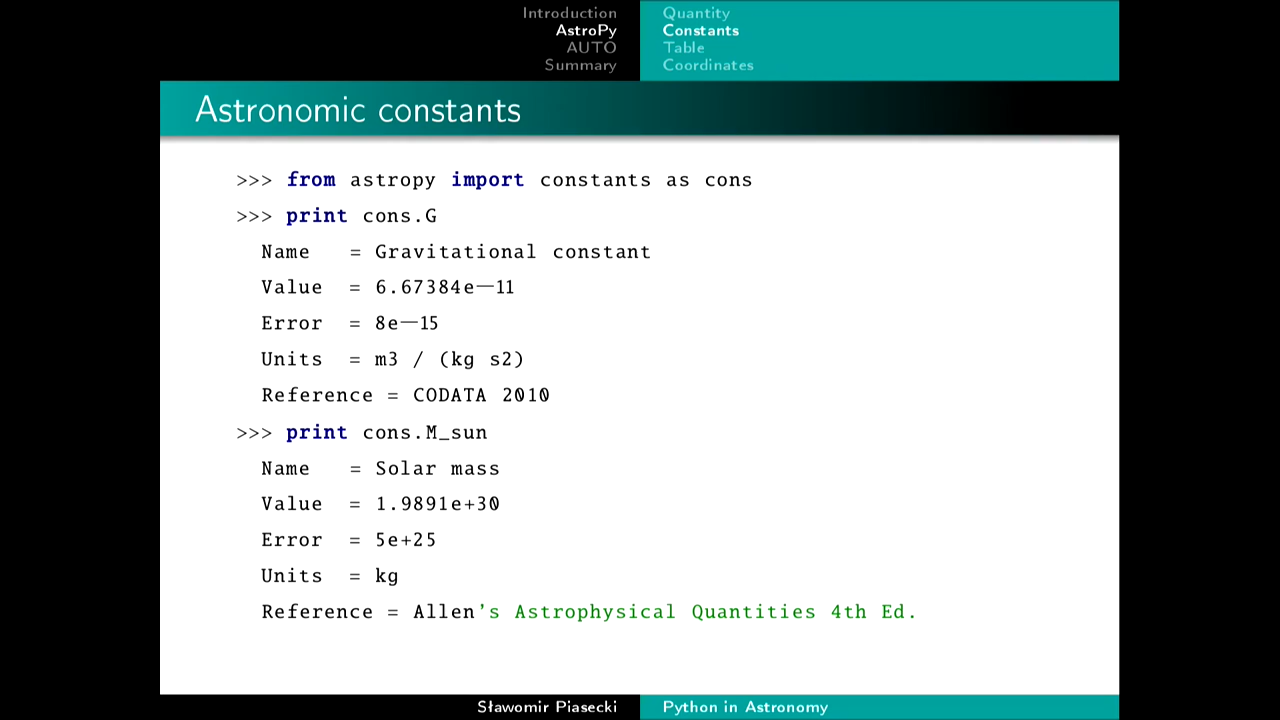 Introduction
AstroPy
AUTO
Summary
Quantity
Constants
Table
Coordinates
Astronomic constants
>>> from astropy import constants as cons
>>> print cons.G
Name = Gravitational constant
Value = 6.67384e−11
Error = 8e−15
Units = m3 / (kg s2)
Reference = CODATA 2010
>>> print cons.M_sun
Name = Solar mass
Value = 1.9891e+30
Error = 5e+25
Units = kg
Reference = Allen's Astrophysical Quantities 4th Ed.
Sławomir Piasecki
Python in Astronomy